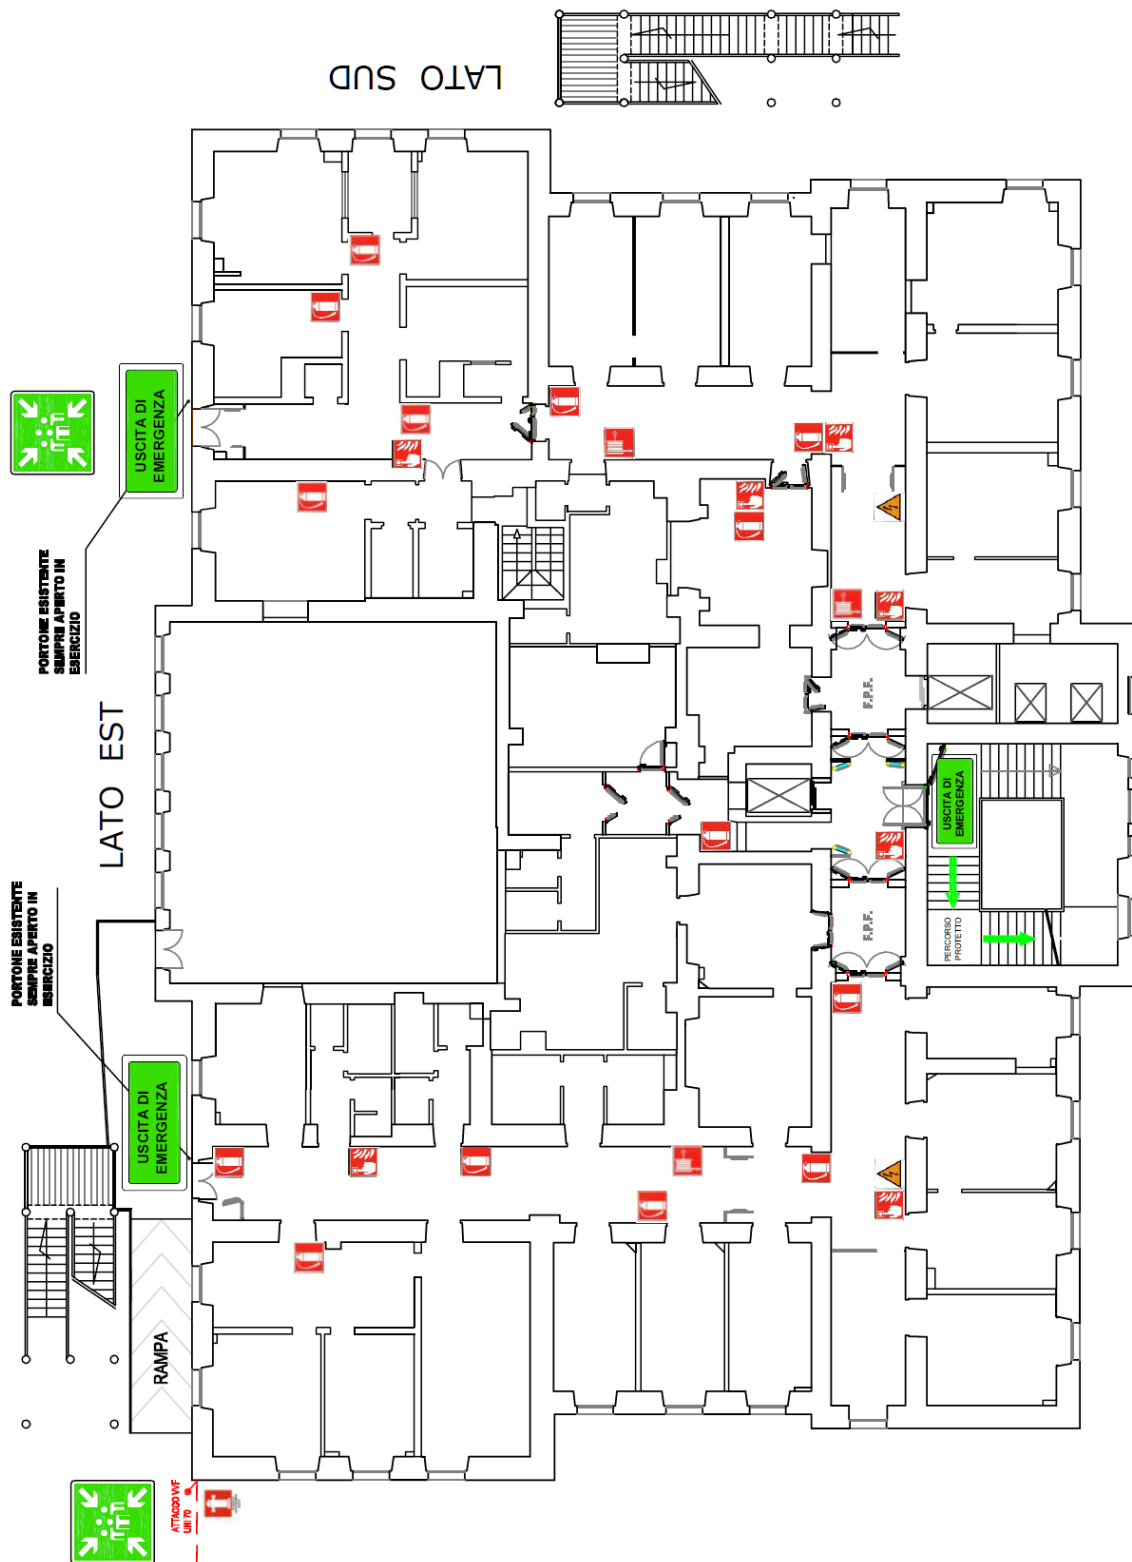 LATO SUD
USCITA DI
EMERGENZA
PORTONE ESISTENTE
SEMPRE APERTO IN
ESERCIZIO
LATO EST
PORTONE ESISTENTE
SEMPRE APERTO IN
ESERCIZIO
USCITA DI
EMERGENZA
RAMPA
ATTACCO VVF
UNI 70
F.P.F.
USCITA DI
EMERGENZA
F.P.F.
PERCORSO
PROTETTO